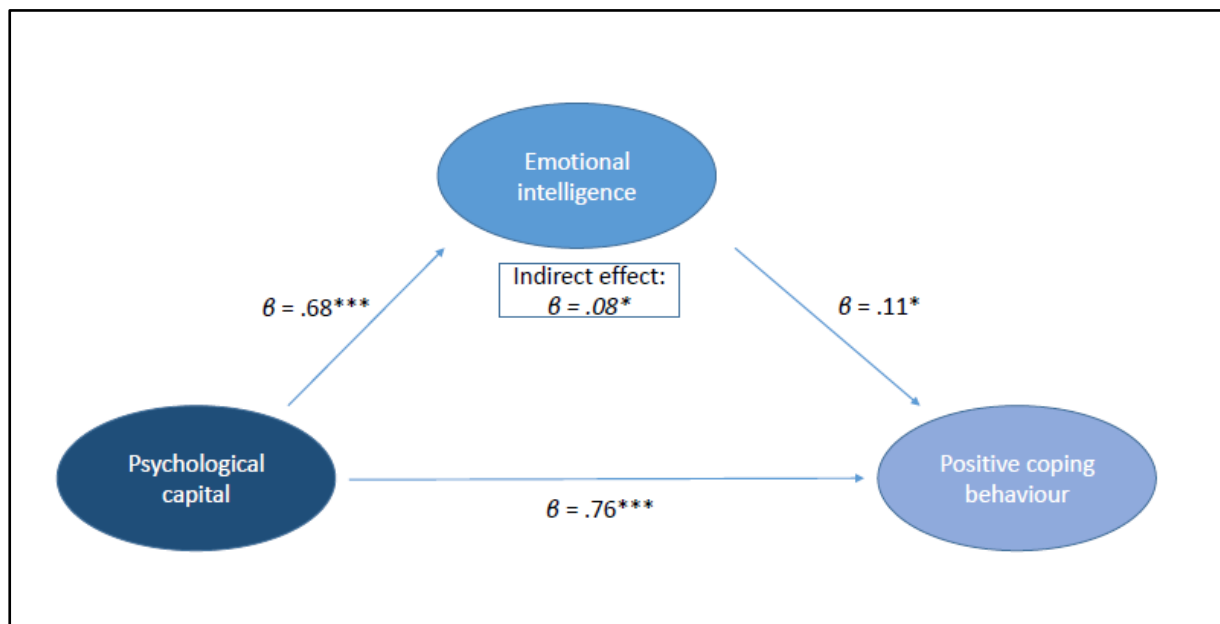 Emotional
intelligence
Indirect effect:
β = .08*
β = .68***
β = .11*
Psychological
capital
Positive coping
behaviour
β = .76***